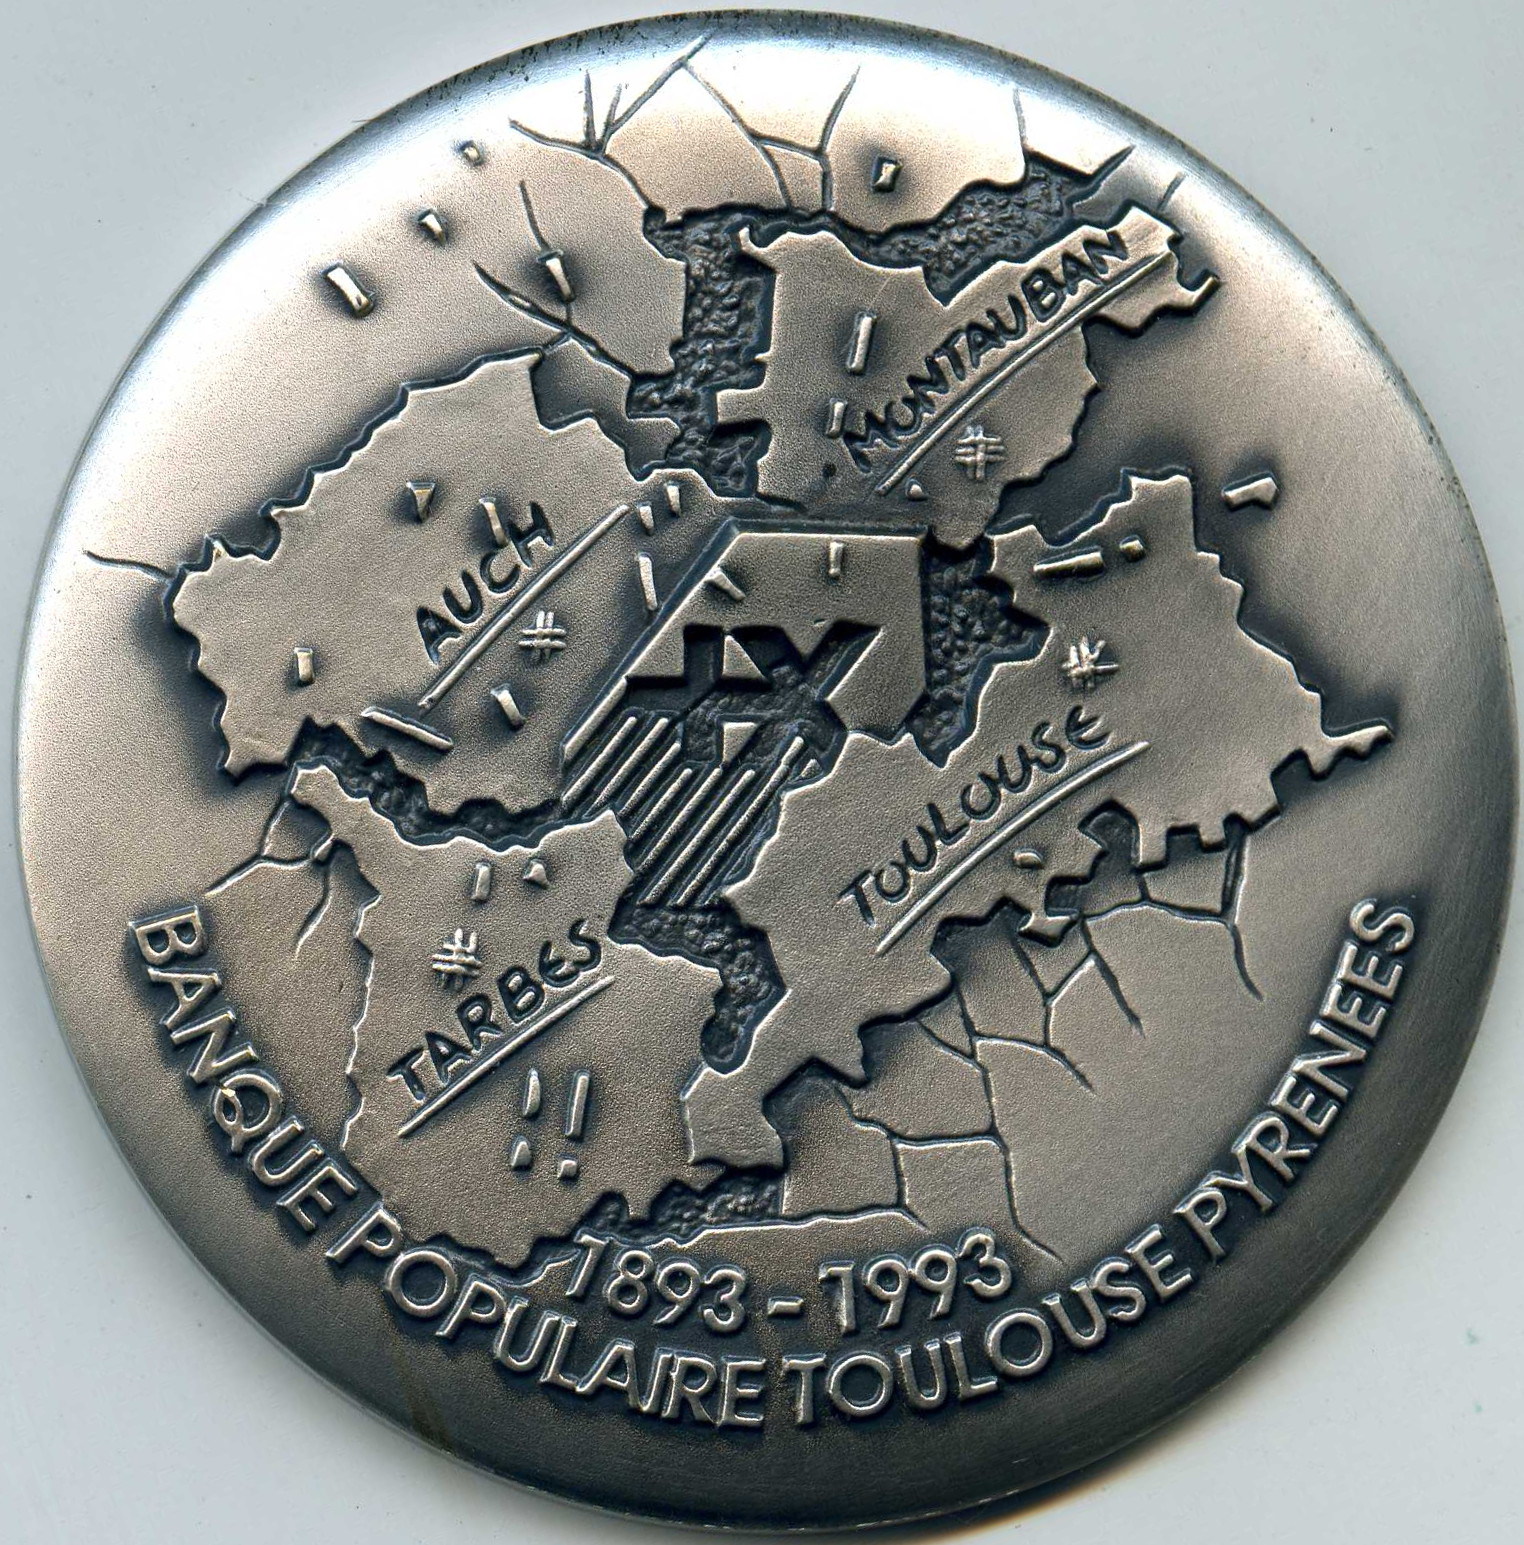 MONTAUBAN
AUCH
TOULOUSE
TARBES
1893 - 1993
BANQUE POPULAIRE TOULOUSE PYRENEES